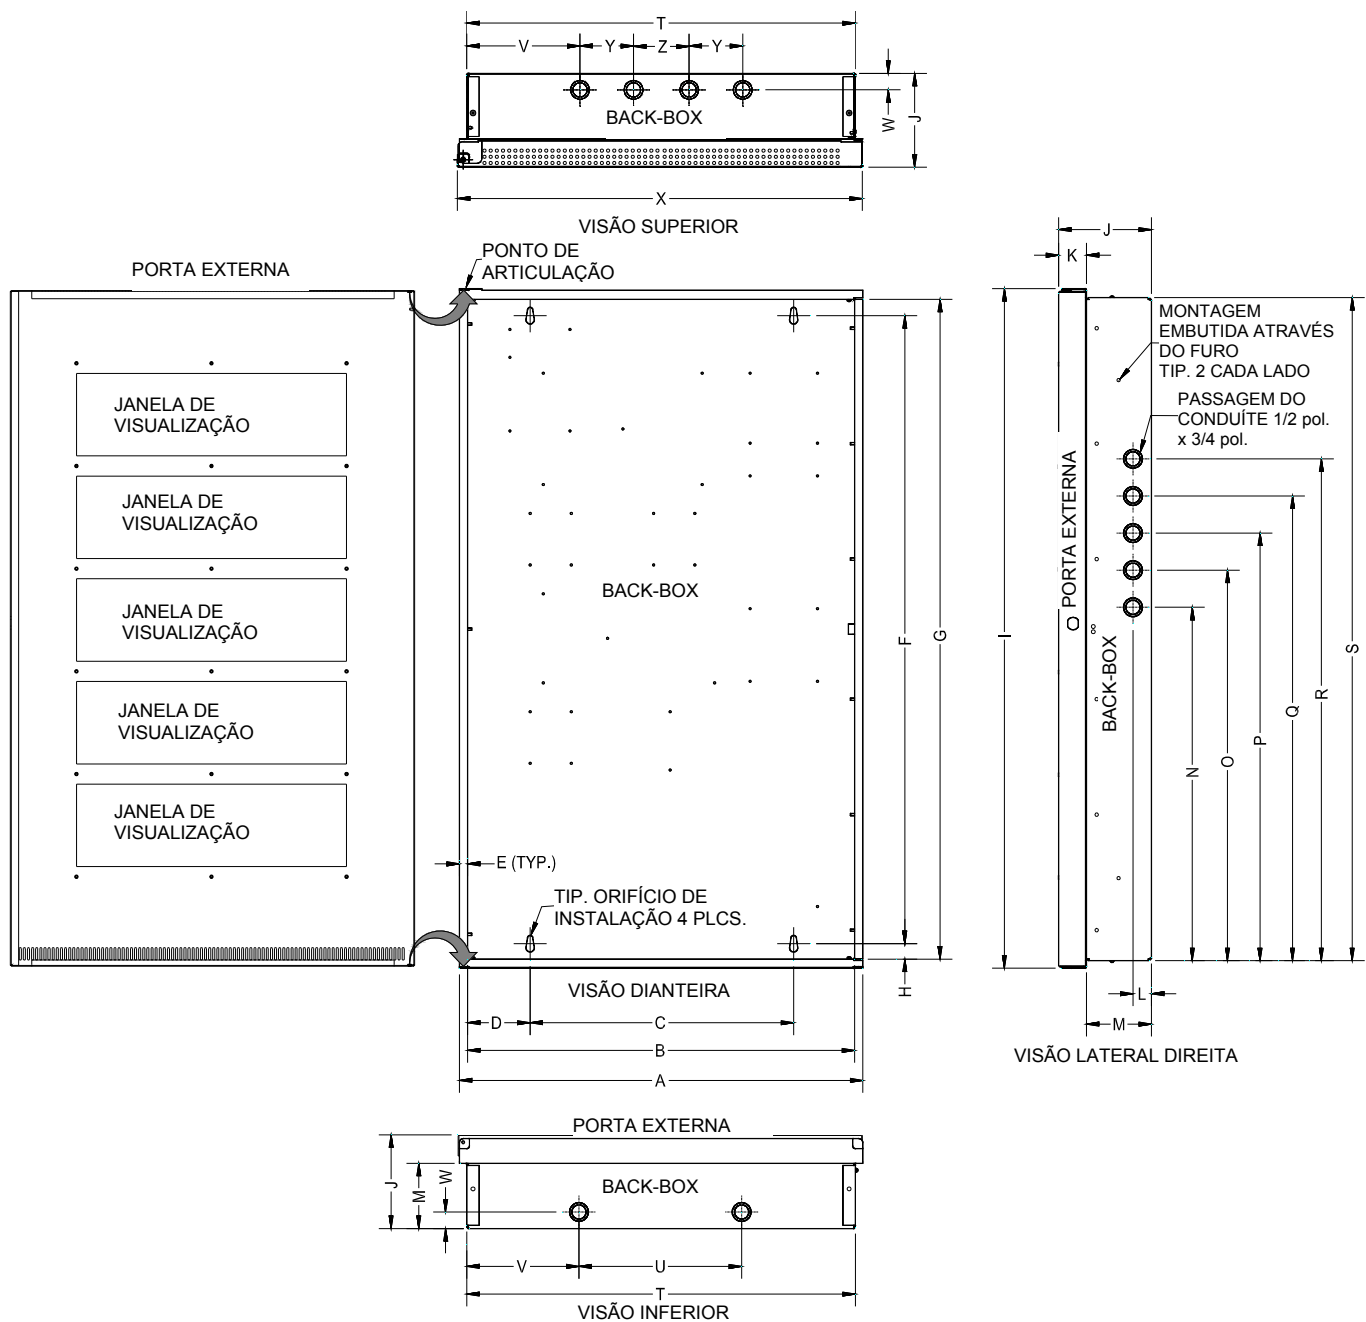 T
V
Y
Z
Y
W
J
BACK-BOX
X
VISÃO SUPERIOR
PORTA EXTERNA
PONTO DE
ARTICULAÇÃO
JANELA DE
VISUALIZAÇÃO
JANELA DE
VISUALIZAÇÃO
JANELA DE
VISUALIZAÇÃO
JANELA DE
VISUALIZAÇÃO
JANELA DE
VISUALIZAÇÃO
BACK-BOX
F
G
E (TYP.)
TIP. ORIFÍCIO DE
INSTALAÇÃO 4 PLCS.
H
VISÃO DIANTEIRA
D
C
B
A
J
K
MONTAGEM
EMBUTIDA ATRAVÉS
DO FURO
TIP. 2 CADA LADO
PASSAGEM DO
CONDUÍTE 1/2 pol.
x 3/4 pol.
I
PORTA EXTERNA
BACK-BOX
N
O
P
Q
R
S
L
M
VISÃO LATERAL DIREITA
PORTA EXTERNA
J
M
W
BACK-BOX
V
U
T
VISÃO INFERIOR